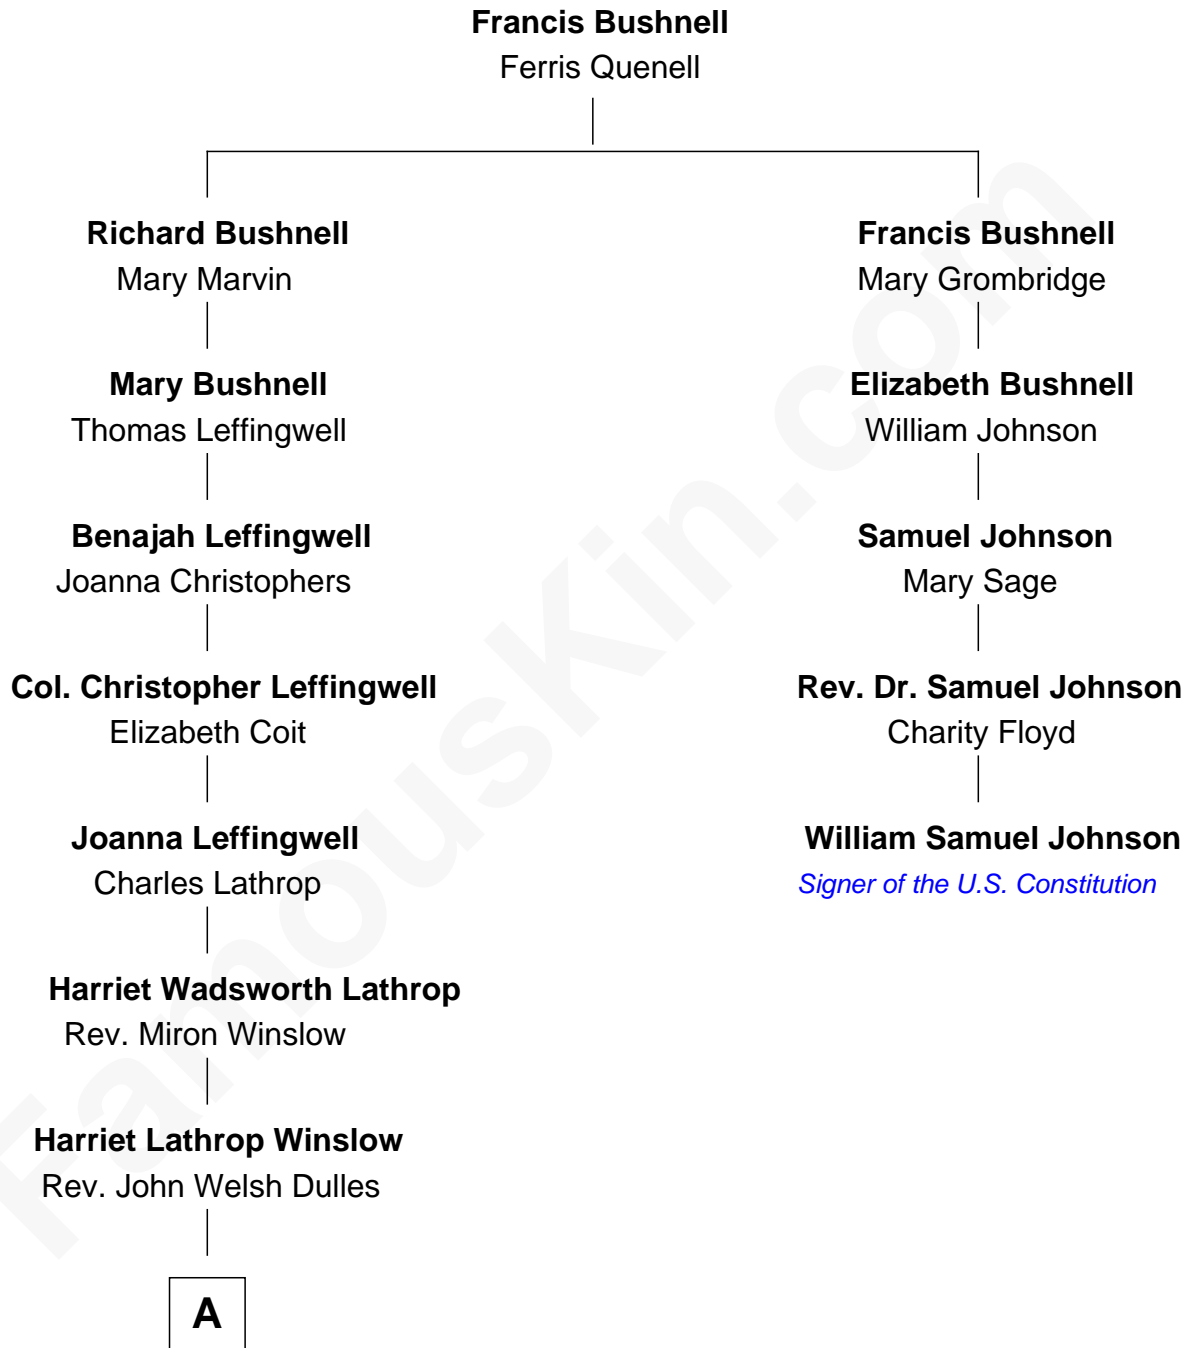 Francis Bushnell
Ferris Quenell
Richard Bushnell
Mary Marvin
Mary Bushnell
Thomas Leffingwell
Benajah Leffingwell
Joanna Christophers
Col. Christopher Leffingwell
Elizabeth Coit
Joanna Leffingwell
Charles Lathrop
Harriet Wadsworth Lathrop
Rev. Miron Winslow
Harriet Lathrop Winslow
Rev. John Welsh Dulles
A
Francis Bushnell
Mary Grombridge
Elizabeth Bushnell
William Johnson
Samuel Johnson
Mary Sage
Rev. Dr. Samuel Johnson
Charity Floyd
William Samuel Johnson
Signer of the U.S. Constitution
FamousKin.com